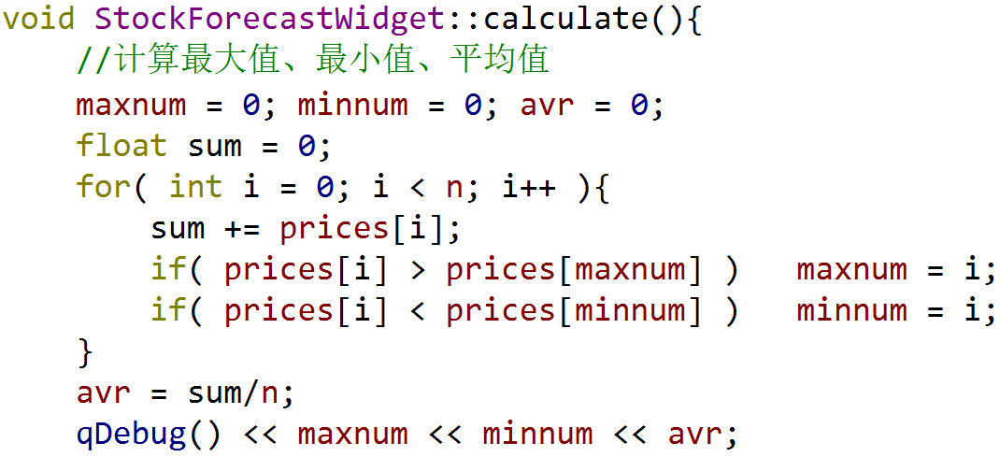 void StockForecastWidget::calculate(){
    //计算最大值、最小值、平均值
    maxnum = 0; minnum = 0; avr = 0;
    float sum = 0;
    for( int i = 0; i < n; i++ ){
        sum += prices[i];
        if( prices[i] > prices[maxnum] )   maxnum = i;
        if( prices[i] < prices[minnum] )   minnum = i;
    }
    avr = sum/n;
    qDebug() << maxnum << minnum << avr;